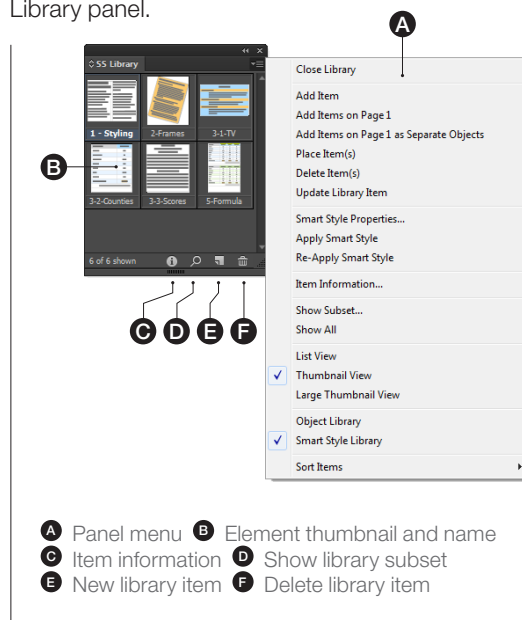 Library panel.
A
SS Library
1 - Styling 2-Frames 3-1-TV
B
3-2-Counties 3-3-Scores 5-Formula
6 of 6 shown
C D E F
Close Library
Add Item
Add Items on Page 1
Add Items on Page 1 as Separate Objects
Place Item(s)
Delete Item(s)
Update Library Item
Smart Style Properties...
Apply Smart Style
Re-Apply Smart Style
Item Information...
Show Subset...
Show All
List View
Thumbnail View
Large Thumbnail View
Object Library
Smart Style Library
Sort Items
A Panel menu B Element thumbnail and name
C Item information D Show library subset
E New library item F Delete library item